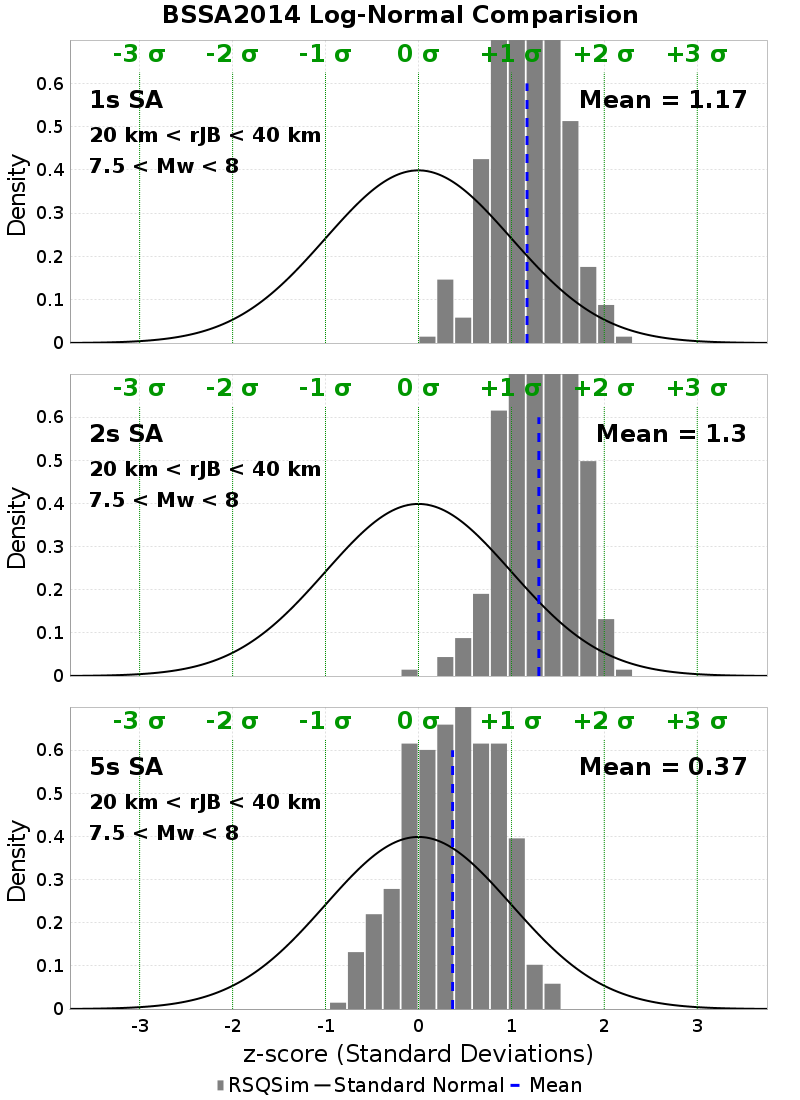 BSSA2014 Log-Normal Comparision
-3 σ -2 σ -1 σ 0 σ +1 σ +2 σ +3 σ
1s SA Mean = 1.17
20 km < rJB < 40 km
7.5 < Mw < 8
0.6
0.5
0.4
0.3
0.2
0.1
0
Density
-3 σ -2 σ -1 σ 0 σ +1 σ +2 σ +3 σ
2s SA Mean = 1.3
20 km < rJB < 40 km
7.5 < Mw < 8
0.6
0.5
0.4
0.3
0.2
0.1
0
Density
-3 σ -2 σ -1 σ 0 σ +1 σ +2 σ +3 σ
5s SA Mean = 0.37
20 km < rJB < 40 km
7.5 < Mw < 8
0.6
0.5
0.4
0.3
0.2
0.1
0
Density
-3 -2 -1 0 1 2 3
z-score (Standard Deviations)
RSQSim Standard Normal Mean